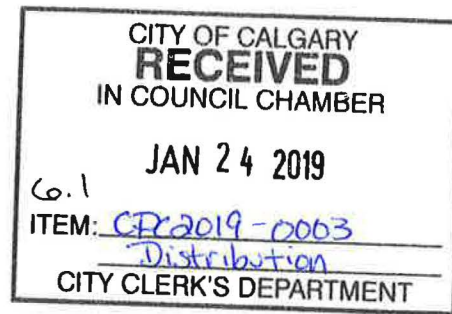 CITY OF CALGARY
RECEIVED
IN COUNCIL CHAMBER
JAN 24 2019
6.1
ITEM: CPC2019-0003
Distribution
CITY CLERK'S DEPARTMENT